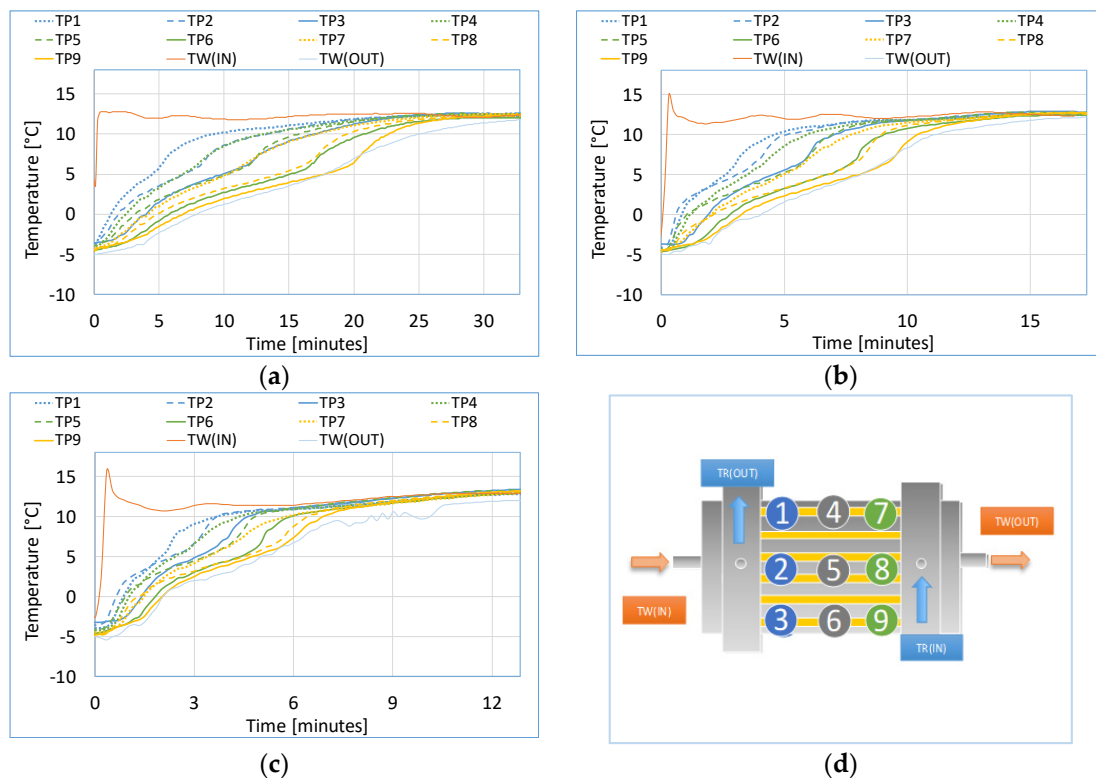 TP1 TP2 TP3 TP4
TP5 TP6 TP7 TP8
TP9 TW(IN) TW(OUT)
Temperature [°C]
15
10
5
0
-5
-10
0 5 10 15 20 25 30
Time [minutes]
(a)
TP1 TP2 TP3 TP4
TP5 TP6 TP7 TP8
TP9 TW(IN) TW(OUT)
Temperature [°C]
15
10
5
0
-5
-10
0 5 10 15
Time [minutes]
(b)
TP1 TP2 TP3 TP4
TP5 TP6 TP7 TP8
TP9 TW(IN) TW(OUT)
Temperature [°C]
15
10
5
0
-5
-10
0 3 6 9 12
Time [minutes]
(c)
TR(OUT)
1 4 7
TW(OUT)
2 5 8
TW(IN)
3 6 9
TR(IN)
(d)